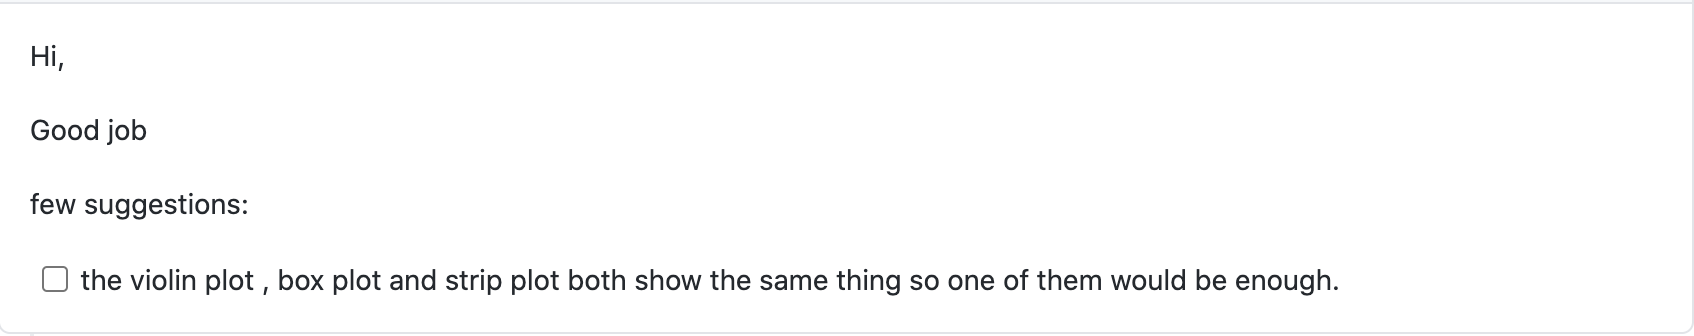 Hi,
Good job
few suggestions:
the violin plot , box plot and strip plot both show the same thing so one of them would be enough.